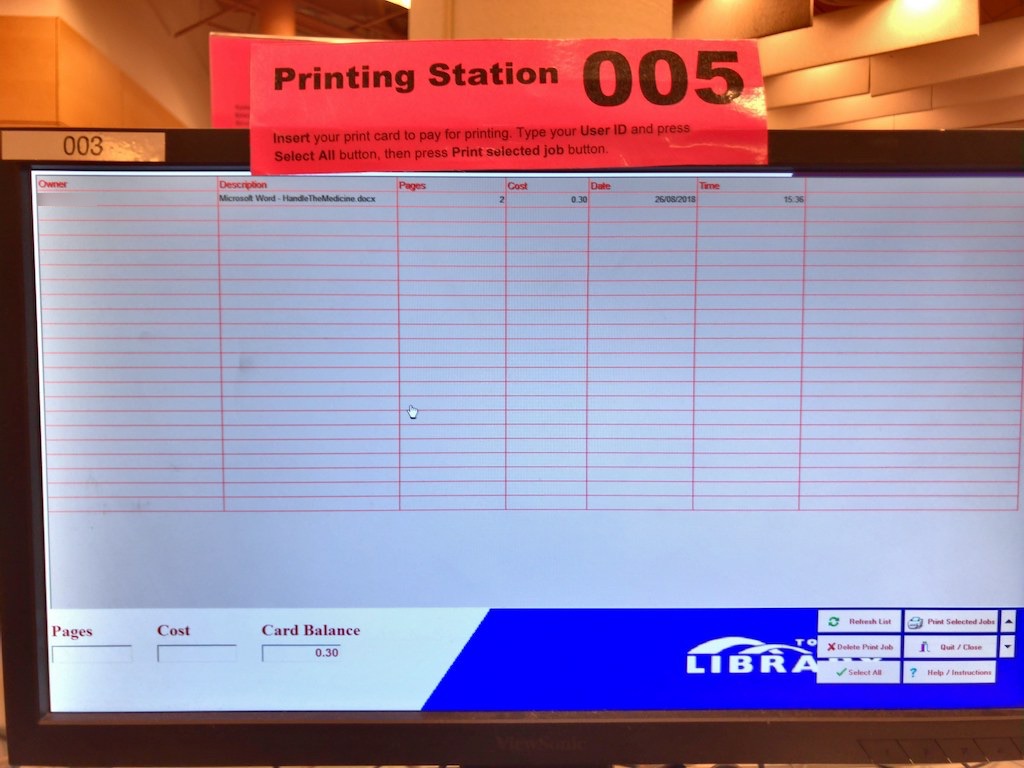 Printing Station 005
Insert your print card to pay for printing. Type your User ID and press
Select All button, then press Print selected job button.
003
Owner Description Pages Cost Date Time
Microsoft Word - HandleTheMedicine.docx 2 0.30 26/08/2018 15:36
Pages Cost Card Balance
0.30
TO
LIBRARY
Refresh List Print Selected Jobs
Delete Print Job Quit / Close
Select All Help / Instructions
ViewSonic